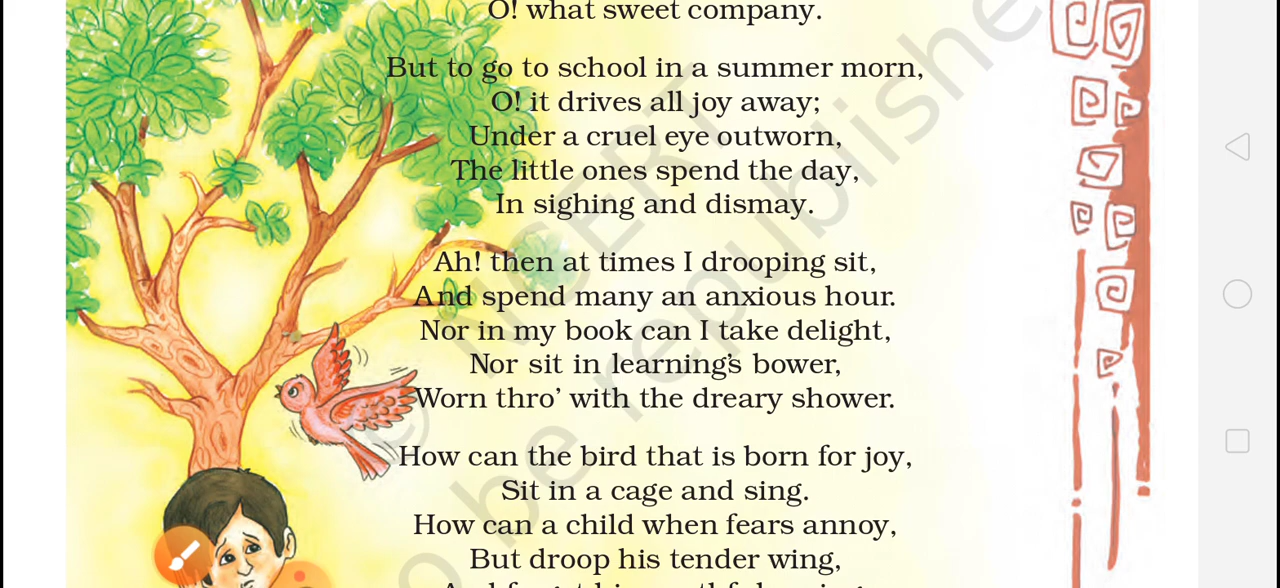 O! what sweet company.
But to go to school in a summer morn,
O! it drives all joy away;
Under a cruel eye outworn,
The little ones spend the day,
In sighing and dismay.
Ah! then at times I drooping sit,
And spend many an anxious hour.
Nor in my book can I take delight,
Nor sit in learning's bower,
Worn thro' with the dreary shower.
How can the bird that is born for joy,
Sit in a cage and sing.
How can a child when fears annoy,
But droop his tender wing,
© NCERT
o be republishe